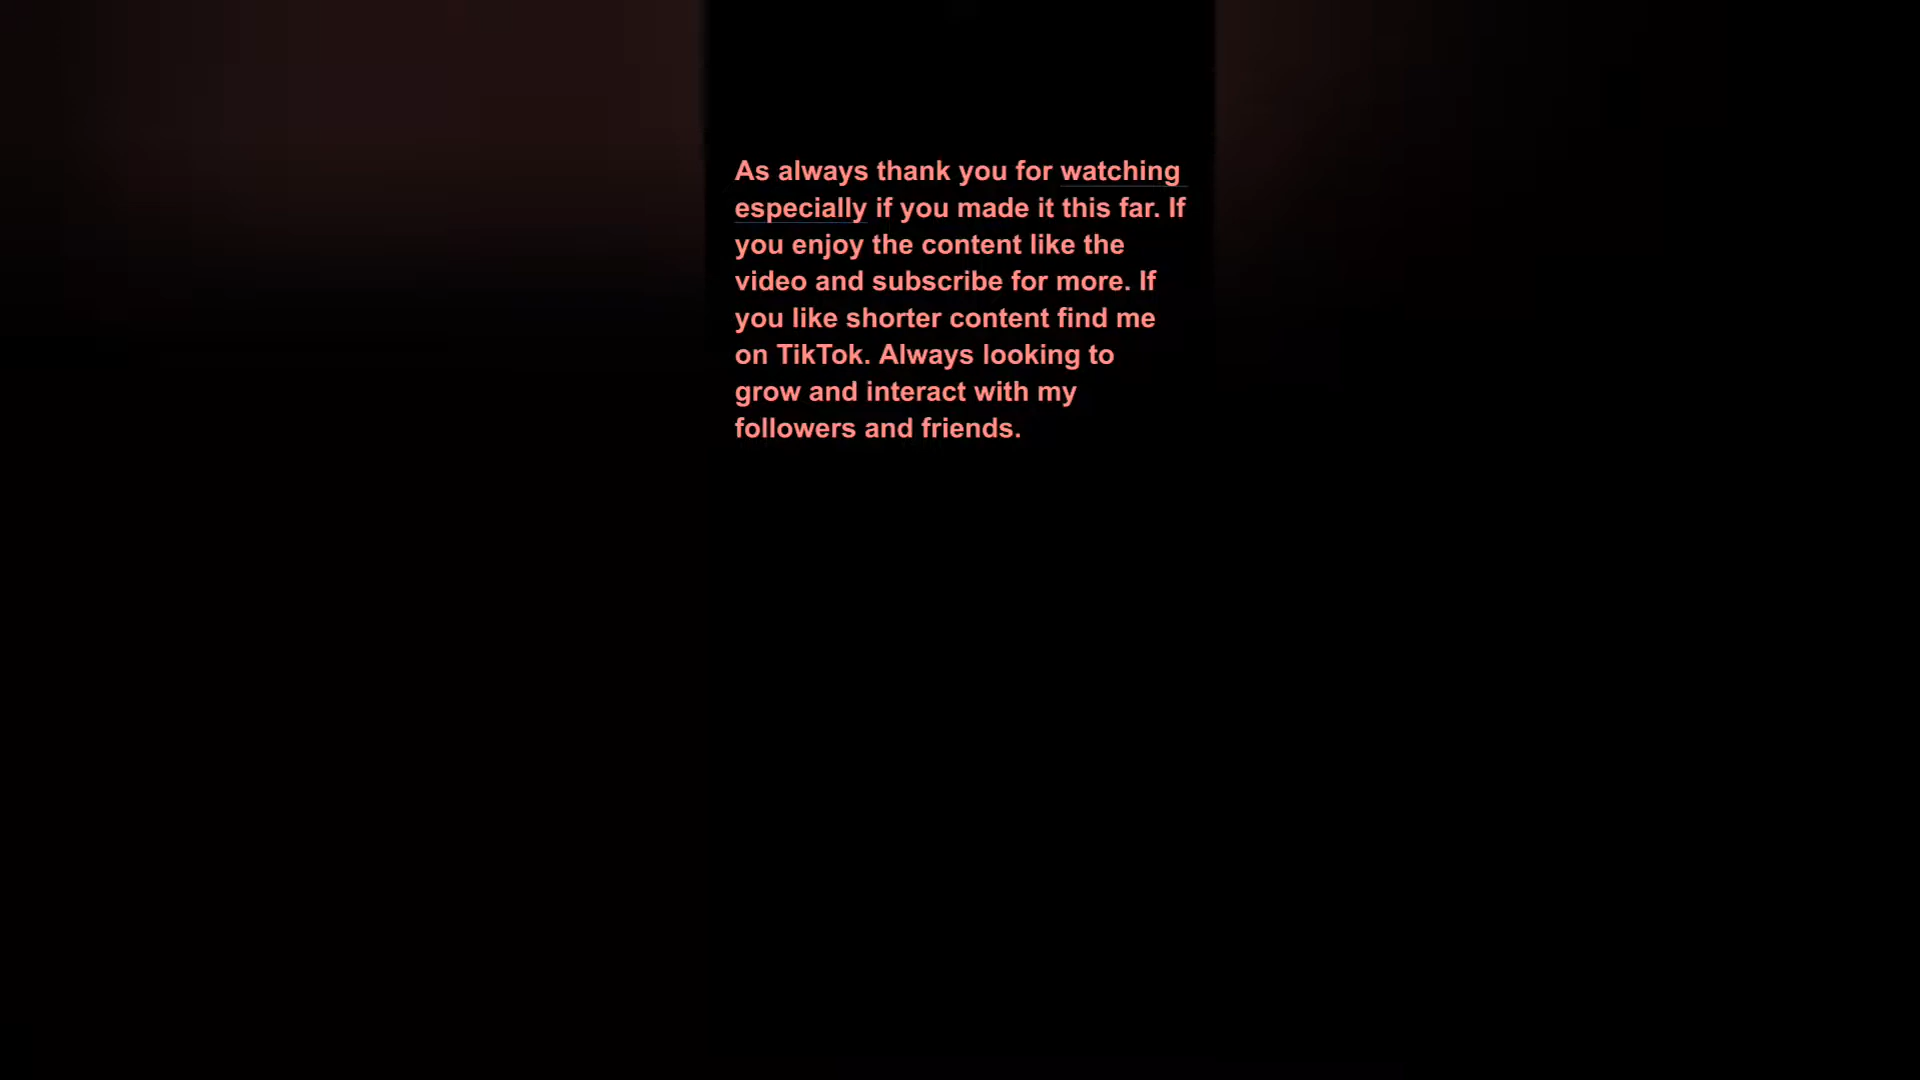 As always thank you for watching
especially if you made it this far. If
you enjoy the content like the
video and subscribe for more. If
you like shorter content find me
on TikTok. Always looking to
grow and interact with my
followers and friends.